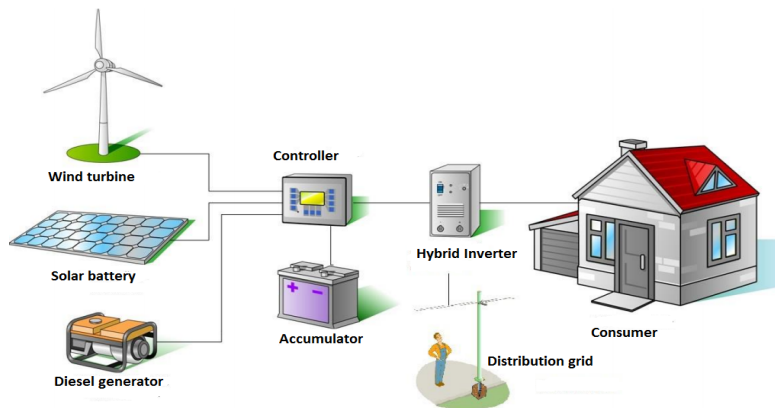 Wind turbine
Controller
Solar battery
Hybrid Inverter
Accumulator
Consumer
Distribution grid
Diesel generator